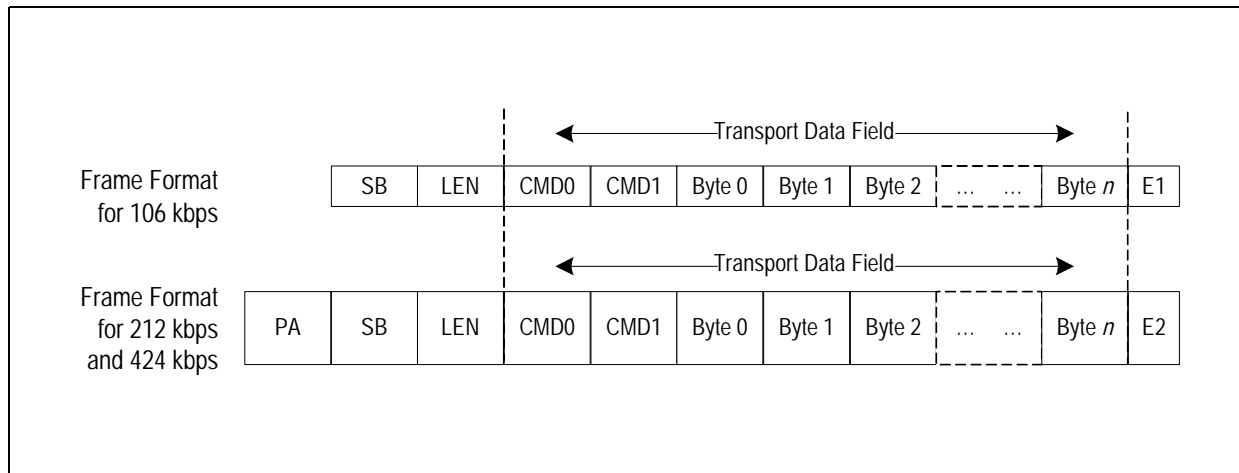 Transport Data Field
Frame Format
for 106 kbps
SB LEN CMD0 CMD1 Byte 0 Byte 1 Byte 2 ... ... Byte n E1
Transport Data Field
Frame Format
for 212 kbps
and 424 kbps
PA SB LEN CMD0 CMD1 Byte 0 Byte 1 Byte 2 ... ... Byte n E2